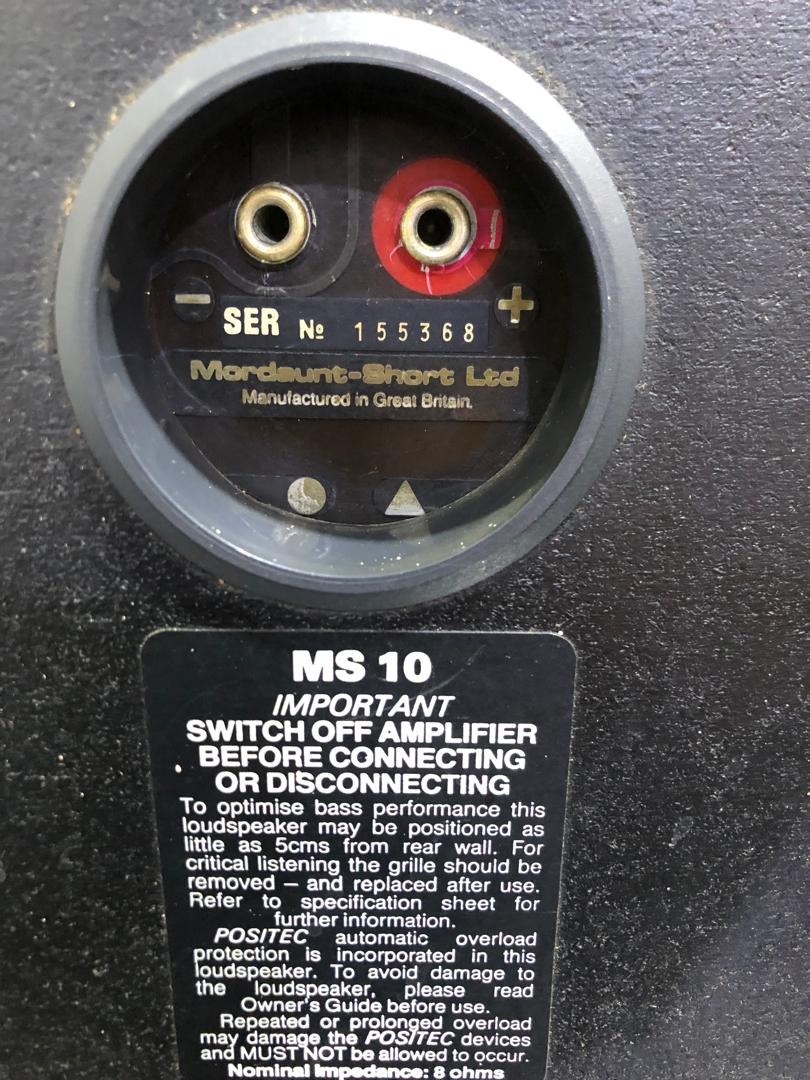 − +
SER № 155368
Mordaunt-Short Ltd
Manufactured in Great Britain.
MS 10
IMPORTANT
SWITCH OFF AMPLIFIER
BEFORE CONNECTING
OR DISCONNECTING
To optimise bass performance this
loudspeaker may be positioned as
little as 5cms from rear wall. For
critical listening the grille should be
removed – and replaced after use.
Refer to specification sheet for
further information.
POSITEC automatic overload
protection is incorporated in this
loudspeaker. To avoid damage to
the loudspeaker, please read
Owner's Guide before use.
Repeated or prolonged overload
may damage the POSITEC devices
and MUST NOT be allowed to occur.
Nominal Impedance: 8 ohms